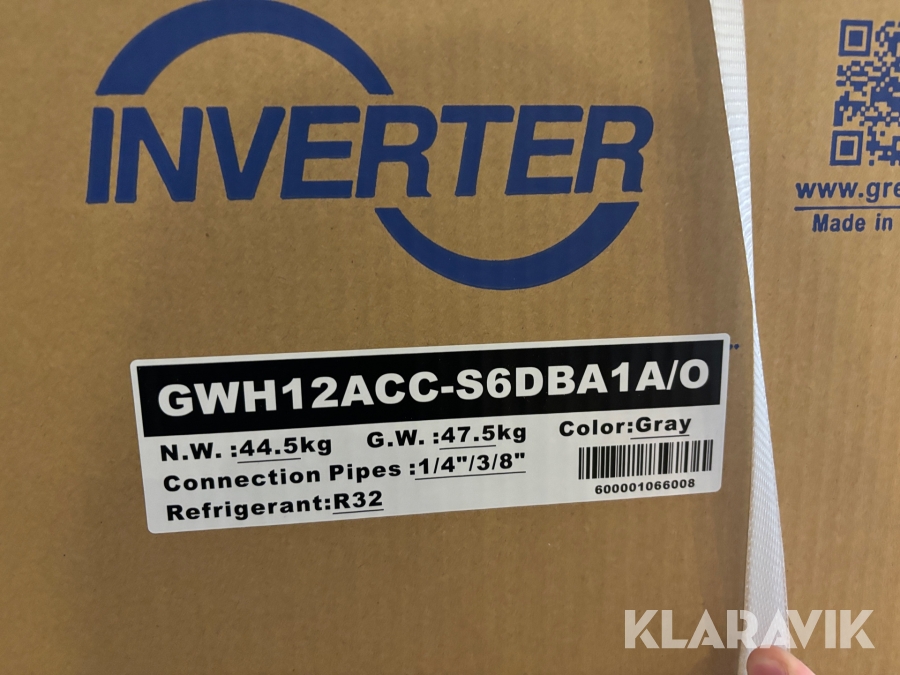 INVERTER
www.gre
Made in
GWH12ACC-S6DBA1A/O
N.W. :44.5kg G.W. :47.5kg Color:Gray
Connection Pipes :1/4"/3/8"
Refrigerant:R32
600001066008
KLARAVIK